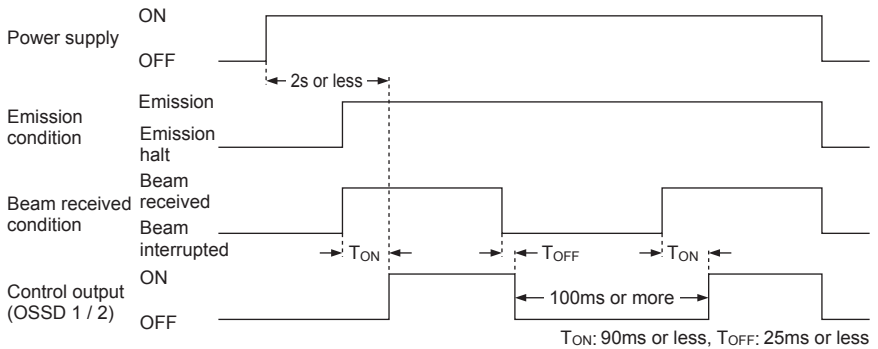 Power supply
ON
OFF
2s or less
Emission condition
Emission
Emission halt
Beam received condition
Beam received
Beam interrupted
TON
TOFF
TON
Control output (OSSD 1 / 2)
ON
OFF
100ms or more
TON: 90ms or less, TOFF: 25ms or less